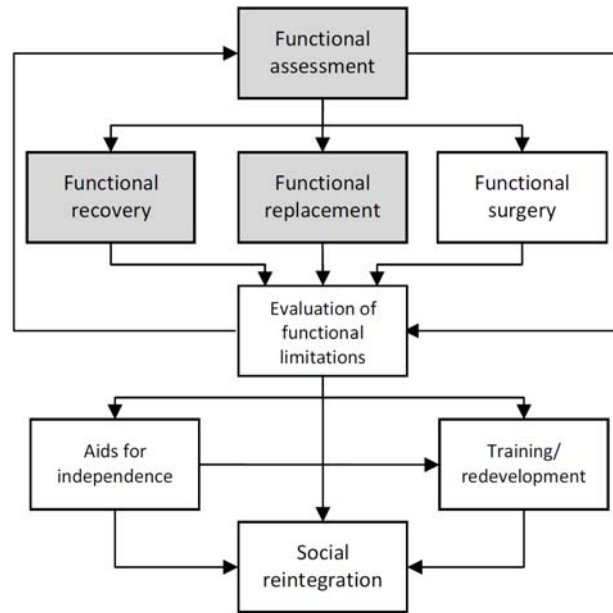 Functional
assessment
Functional
recovery
Functional
replacement
Functional
surgery
Evaluation of
functional
limitations
Aids for
independence
Training/
redevelopment
Social
reintegration